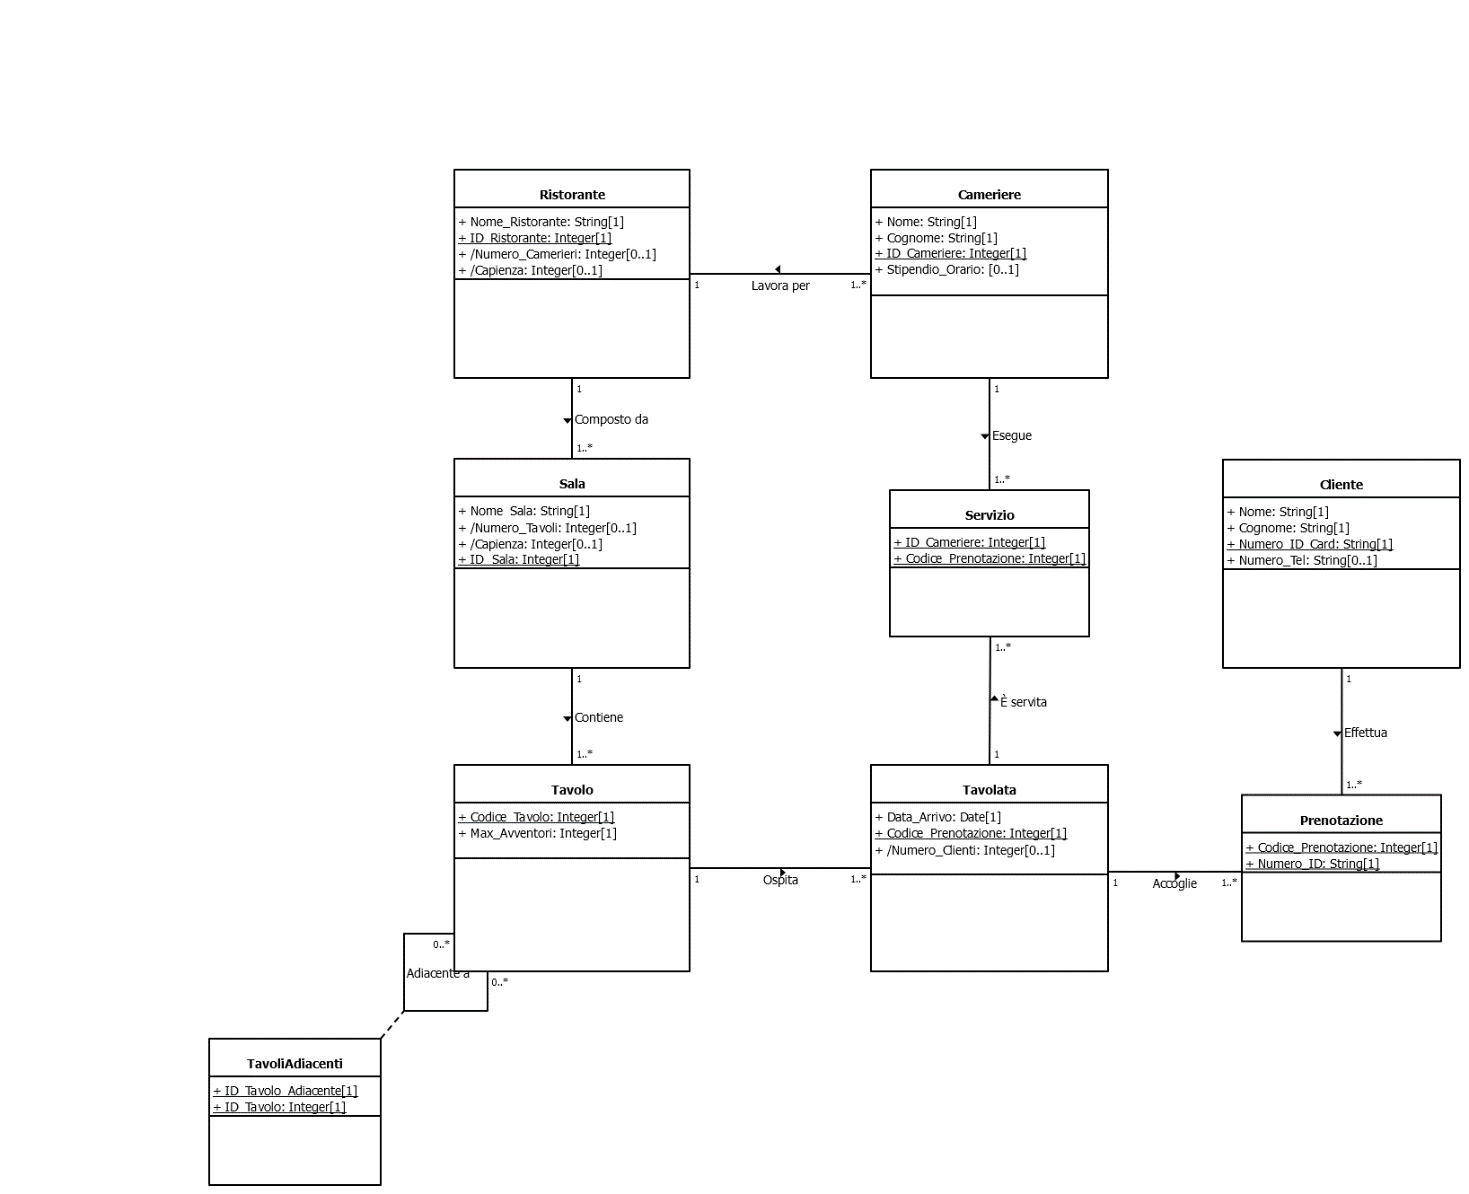 Ristorante
+ Nome_Ristorante: String[1]
+ ID_Ristorante: Integer[1]
+ /Numero_Camerieri: Integer[0..1]
+ /Capienza: Integer[0..1]
Cameriere
+ Nome: String[1]
+ Cognome: String[1]
+ ID_Cameriere: Integer[1]
+ Stipendio_Orario: [0..1]
1
Lavora per
1..*
1
Composto da
1..*
1
Esegue
1..*
Sala
+ Nome_Sala: String[1]
+ /Numero_Tavoli: Integer[0..1]
+ /Capienza: Integer[0..1]
+ ID_Sala: Integer[1]
Servizio
+ ID_Cameriere: Integer[1]
+ Codice_Prenotazione: Integer[1]
Cliente
+ Nome: String[1]
+ Cognome: String[1]
+ Numero_ID_Card: String[1]
+ Numero_Tel: String[0..1]
1
Contiene
1..*
1..*
È servita
1
1
Effettua
1..*
Tavolo
+ Codice_Tavolo: Integer[1]
+ Max_Avventori: Integer[1]
Tavolata
+ Data_Arrivo: Date[1]
+ Codice_Prenotazione: Integer[1]
+ /Numero_Clienti: Integer[0..1]
Prenotazione
+ Codice_Prenotazione: Integer[1]
+ Numero_ID: String[1]
1
Ospita
1..*
1
Accoglie
1..*
0..*
Adiacente a
0..*
TavoliAdiacenti
+ ID_Tavolo_Adiacente[1]
+ ID_Tavolo: Integer[1]